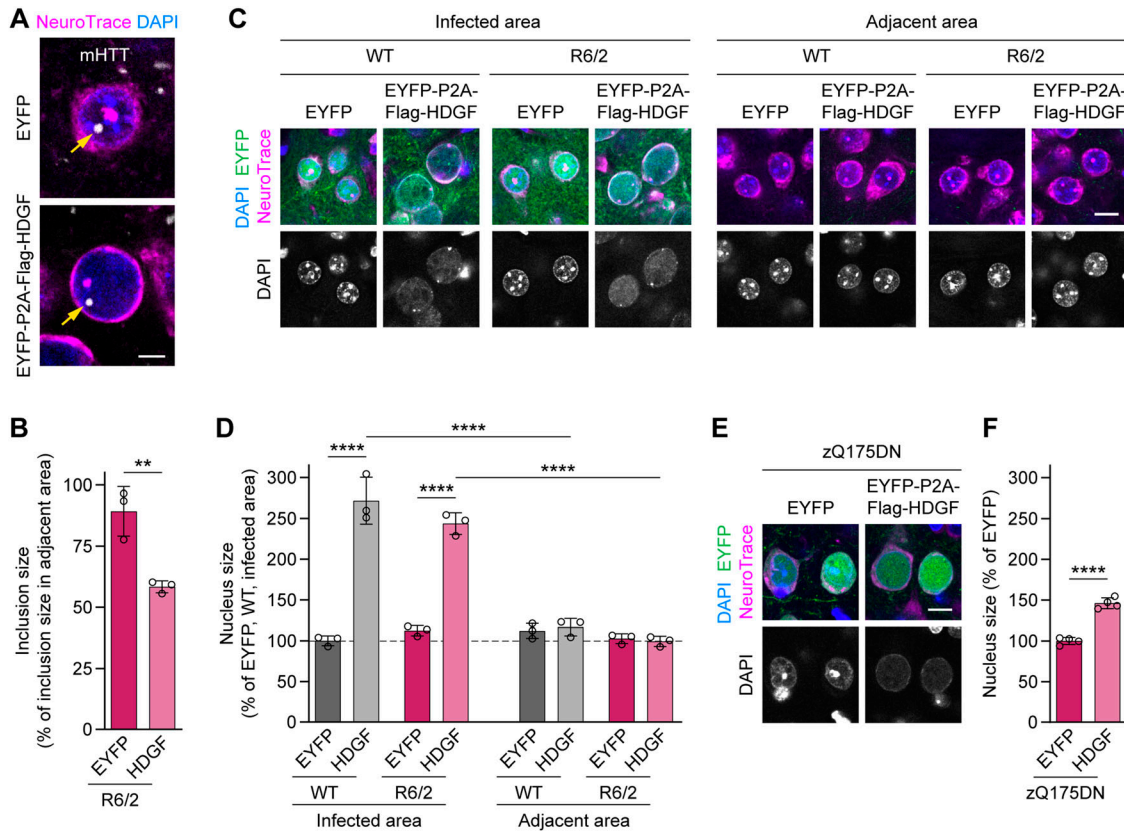 A
NeuroTrace DAPI
mHTT
EYFP
EYFP-P2A-Flag-HDGF
B
Inclusion size
(% of inclusion size in adjacent area)
100
75
50
25
0
**
EYFP
HDGF
R6/2
C
Infected area
Adjacent area
WT
R6/2
WT
R6/2
EYFP
EYFP-P2A-
Flag-HDGF
EYFP
EYFP-P2A-
Flag-HDGF
EYFP
EYFP-P2A-
Flag-HDGF
EYFP
EYFP-P2A-
Flag-HDGF
DAPI EYFP
NeuroTrace
DAPI
D
Nucleus size
(% of EYFP, WT, infected area)
300
250
200
150
100
50
0
****
****
****
****
EYFP
HDGF
EYFP
HDGF
EYFP
HDGF
EYFP
HDGF
WT
R6/2
WT
R6/2
Infected area
Adjacent area
E
zQ175DN
EYFP
EYFP-P2A-
Flag-HDGF
DAPI EYFP
NeuroTrace
DAPI
F
Nucleus size (% of EYFP)
300
250
200
150
100
50
0
****
EYFP
HDGF
zQ175DN